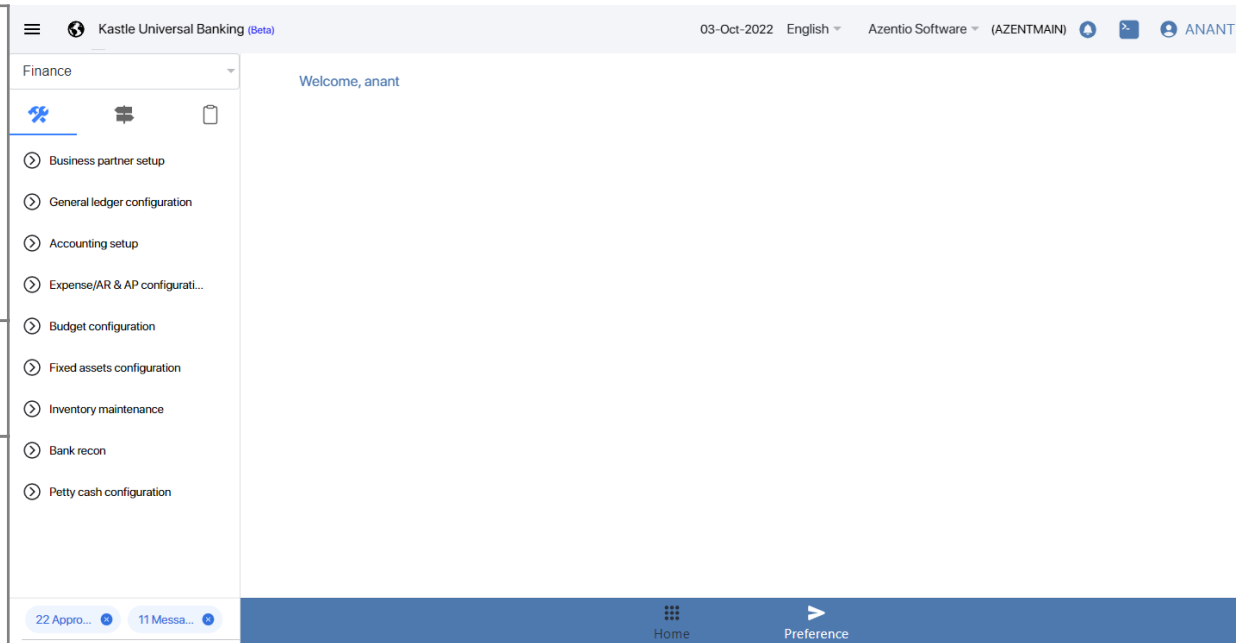 Kastle Universal Banking (Beta) 03-Oct-2022 English Azentio Software (AZENTMAIN) ANANT
Finance
Welcome, anant
Business partner setup
General ledger configuration
Accounting setup
Expense/AR & AP configurati...
Budget configuration
Fixed assets configuration
Inventory maintenance
Bank recon
Petty cash configuration
22 Appro... 11 Messa...
Home Preference